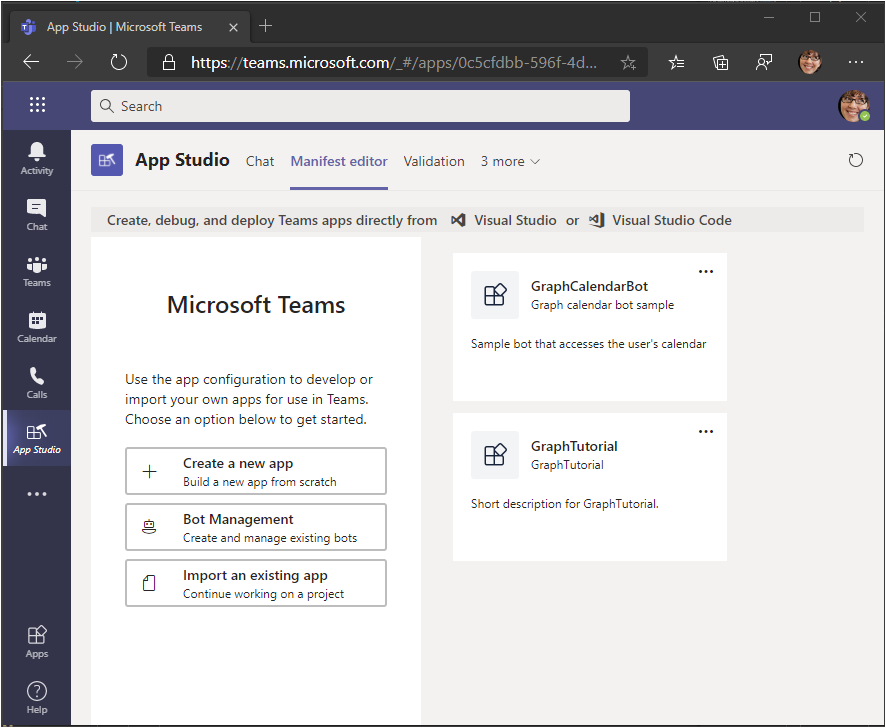 App Studio | Microsoft Teams
https://teams.microsoft.com/_#/apps/0c5cfdbb-596f-4d...
Search
Activity
Chat
Teams
Calendar
Calls
App Studio
Apps
Help
App Studio Chat Manifest editor Validation 3 more
Create, debug, and deploy Teams apps directly from Visual Studio or Visual Studio Code
Microsoft Teams
Use the app configuration to develop or
import your own apps for use in Teams.
Choose an option below to get started.
Create a new app
Build a new app from scratch
Bot Management
Create and manage existing bots
Import an existing app
Continue working on a project
GraphCalendarBot
Graph calendar bot sample
Sample bot that accesses the user's calendar
GraphTutorial
GraphTutorial
Short description for GraphTutorial.